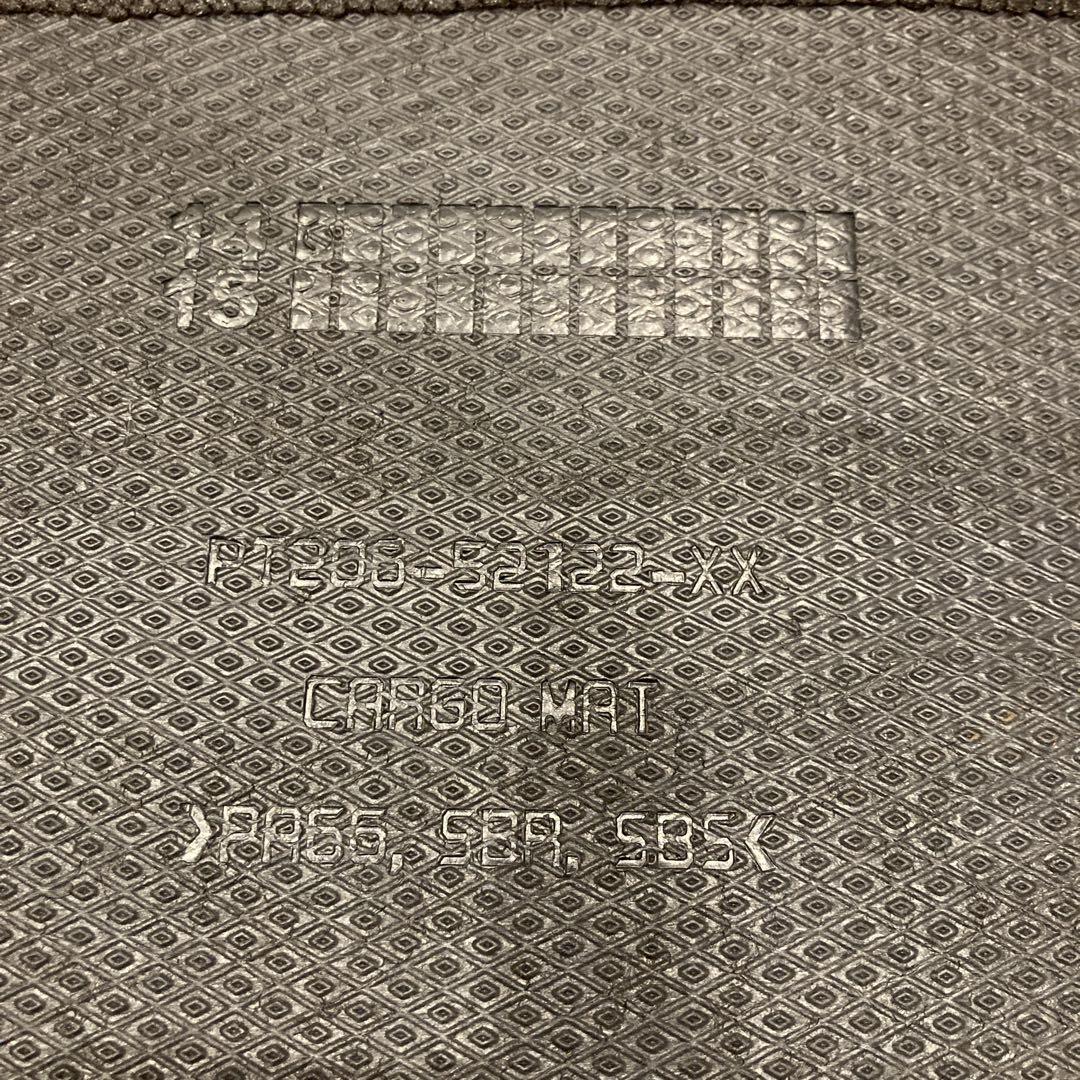 14
15
PT206-52122-XX
CARGO MAT
>PA66, SBR, SBS<